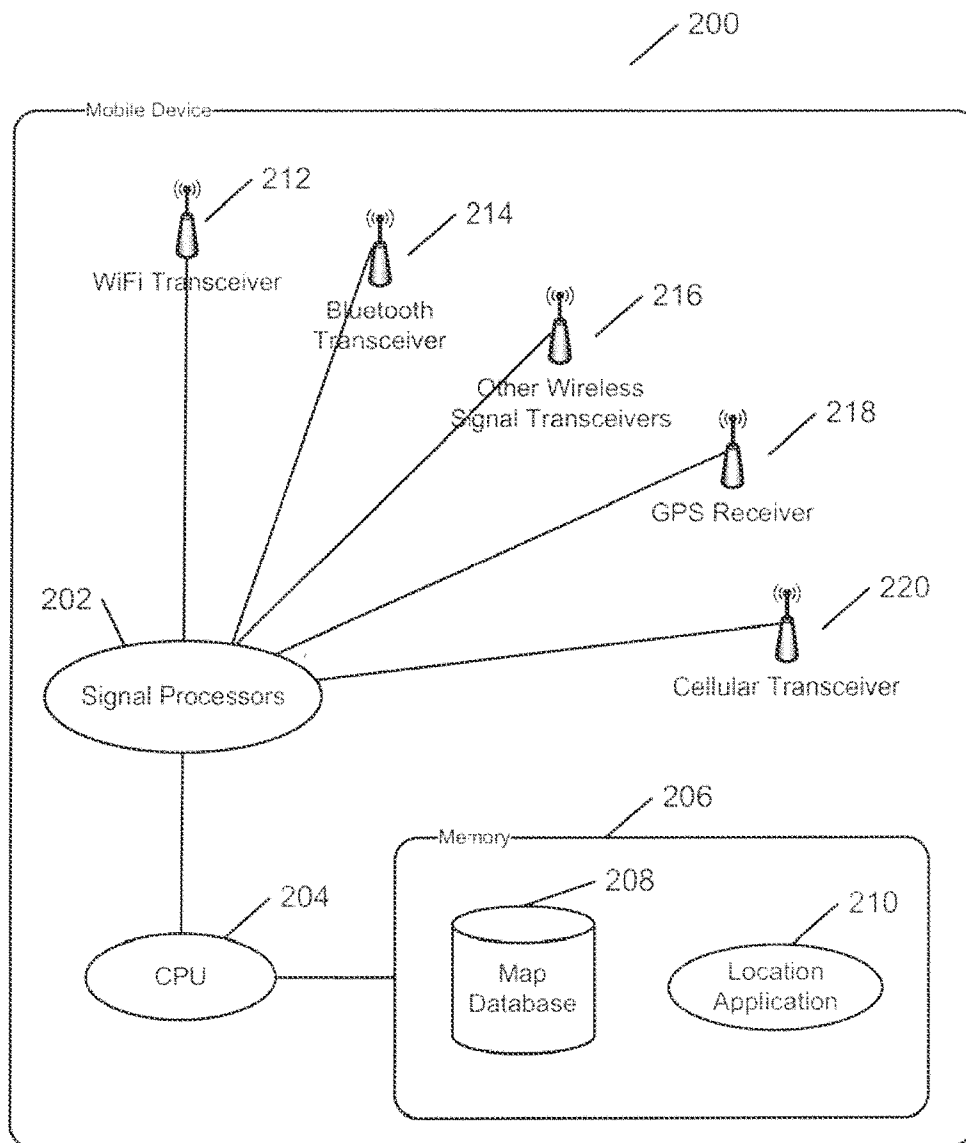 200
Mobile Device
212
WiFi Transceiver
214
Bluetooth
Transceiver
216
Other Wireless
Signal Transceivers
218
GPS Receiver
202
220
Signal Processors
Cellular Transceiver
206
Memory
204
208
210
CPU
Map
Database
Location
Application